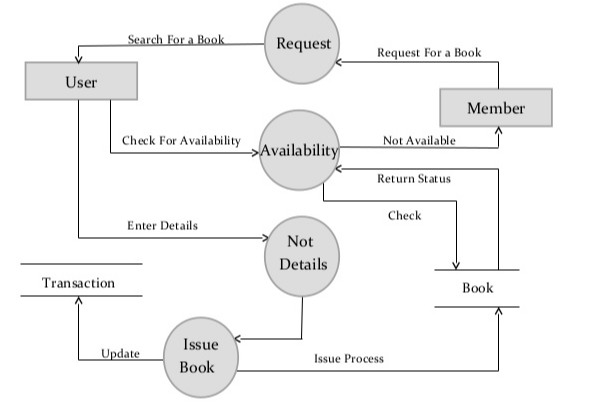 Search For a Book
Request
Request For a Book
User
Member
Check For Availability
Availability
Not Available
Return Status
Check
Enter Details
Not
Details
Transaction
Book
Issue
Book
Update
Issue Process